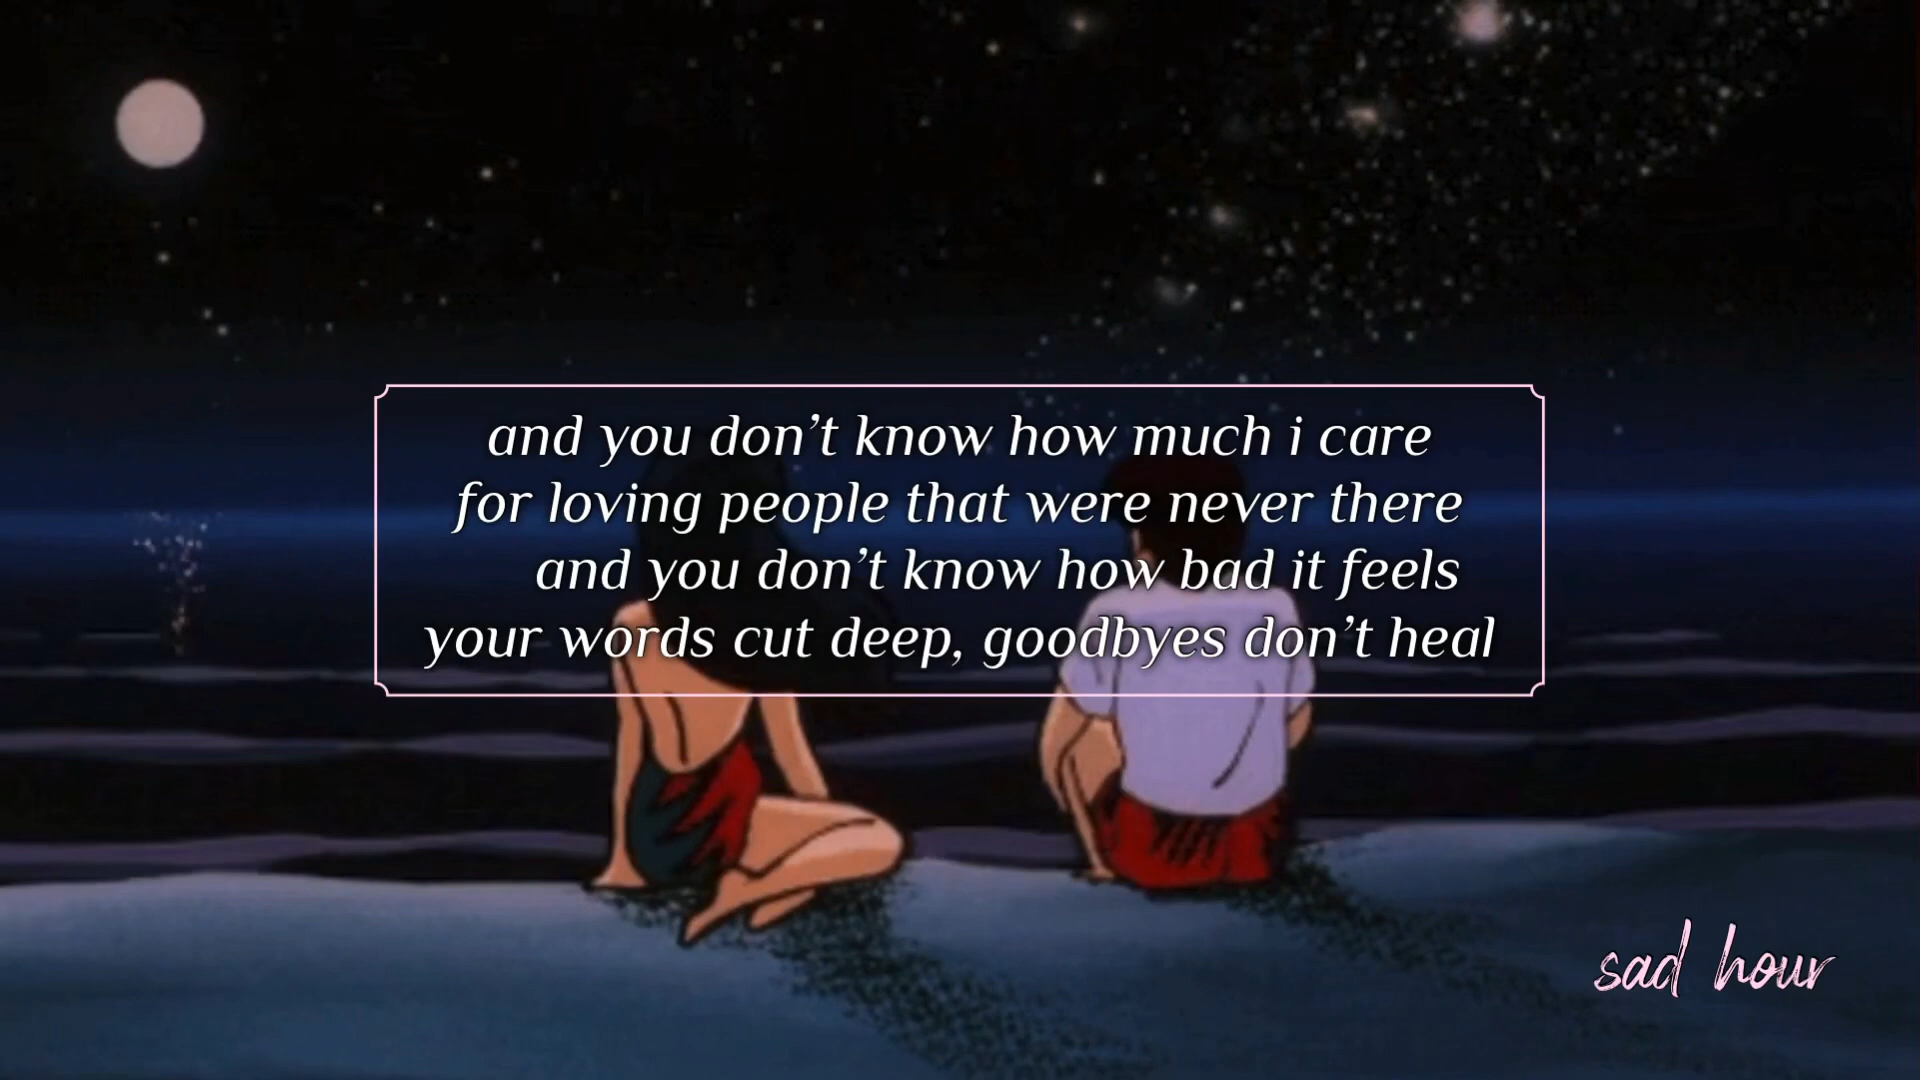 and you don’t know how much i care
for loving people that were never there
and you don’t know how bad it feels
your words cut deep, goodbyes don’t heal
sad hour